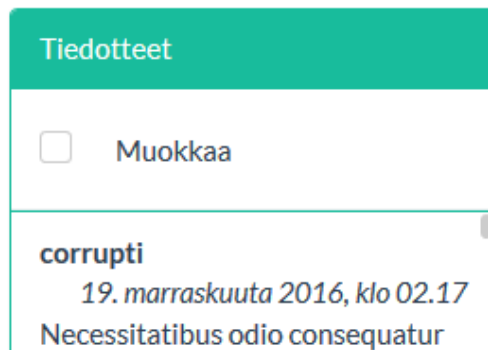 Tiedotteet
Muokkaa
corrupti
19. marraskuuta 2016, klo 02.17
Necessitatibus odio consequatur